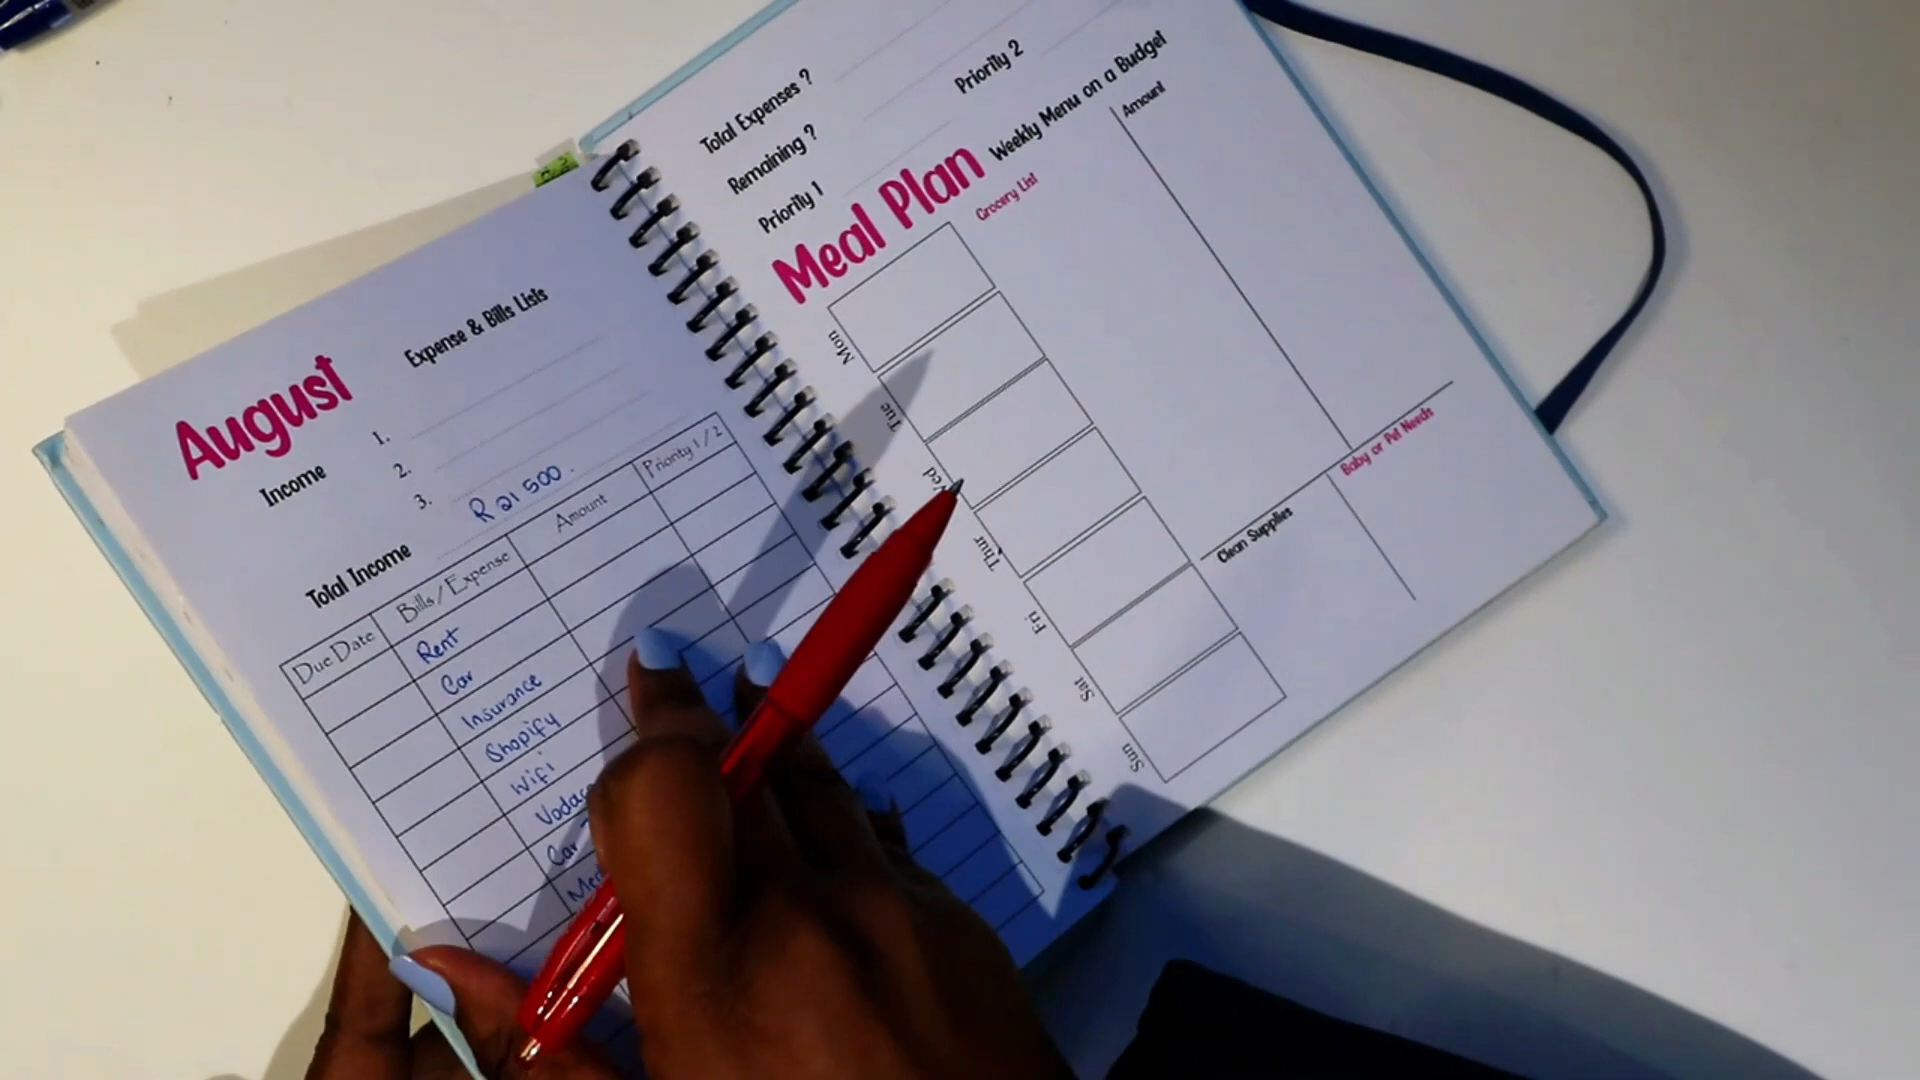 August
Expense & Bills Lists
Income
1.
2.
3.
Total Income R 21 500.
Due Date Bills / Expense Amount Priority 1 / 2
Rent
Car
Insurance
Shopify
Wifi
Car
Total Expenses ?
Remaining ?
Priority 1
Priority 2
Meal Plan
Weekly Menu on a Budget
Grocery List
Amount
Mon
Tue
Wed
Thur
Fri
Sat
Sun
Clean Supplies
Baby or Pet Needs